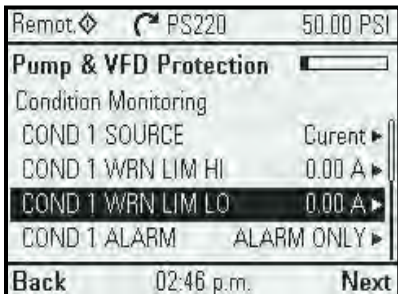 Remot. PS220 50.00 PSI
Pump & VFD Protection
Condition Monitoring
COND 1 SOURCE Curent
COND 1 WRN LIM HI 0.00 A
COND 1 WRN LIM LO 0.00 A
COND 1 ALARM ALARM ONLY
Back 02:46 p.m. Next